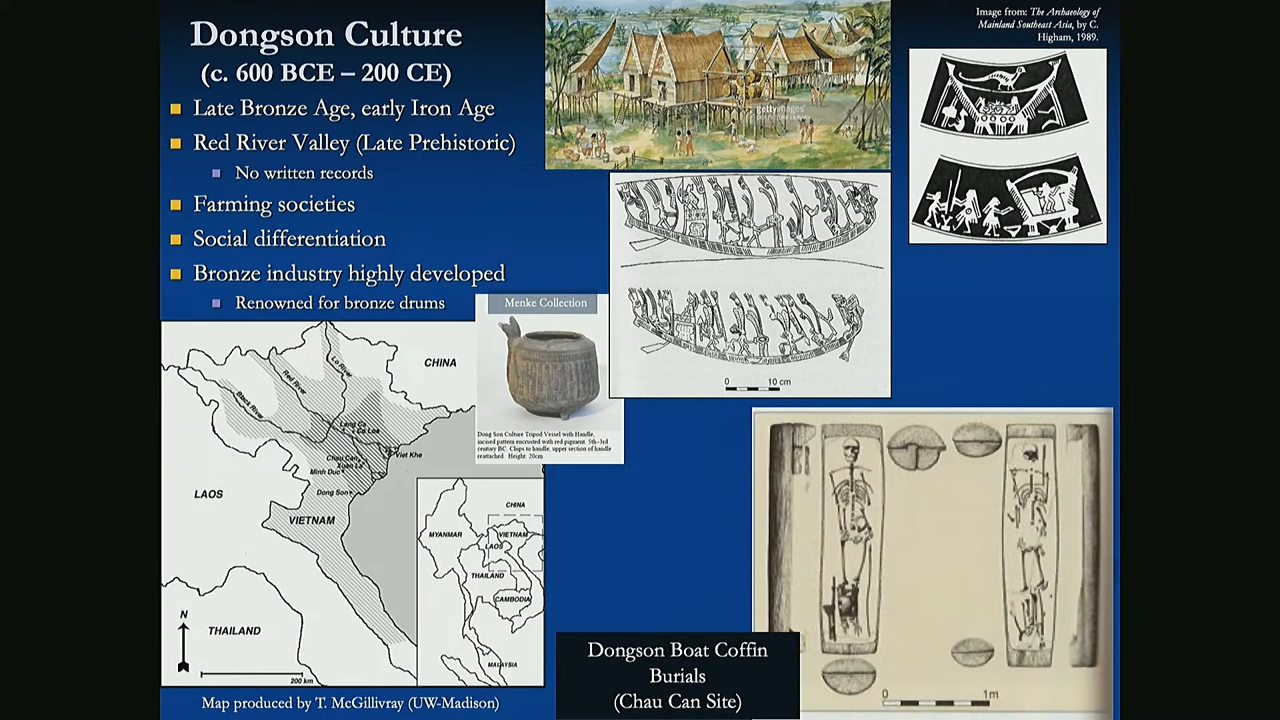 Dongson Culture
(c. 600 BCE – 200 CE)
Late Bronze Age, early Iron Age
Red River Valley (Late Prehistoric)
No written records
Farming societies
Social differentiation
Bronze industry highly developed
Renowned for bronze drums
gettyimages
Image from: The Archaeology of
Mainland Southeast Asia, by C.
Higham, 1989.
0 10 cm
Menke Collection
Dong Son Culture Tripod Vessel with Handle,
incised pattern encrusted with red pigment 5th-3rd
century BC. Chips to handle, upper section of handle
reattached. Height: 20cm
CHINA
Lo River
Red River
Black River
Lang Ca
Co Loa
Chau Can
Xuan La
Viet Khe
Minh Duc
Dong Son
LAOS
VIETNAM
N
THAILAND
200 km
CHINA
MYANMAR
VIETNAM
LAOS
THAILAND
CAMBODIA
MALAYSIA
Map produced by T. McGillivray (UW-Madison)
Dongson Boat Coffin
Burials
(Chau Can Site)
0 1m